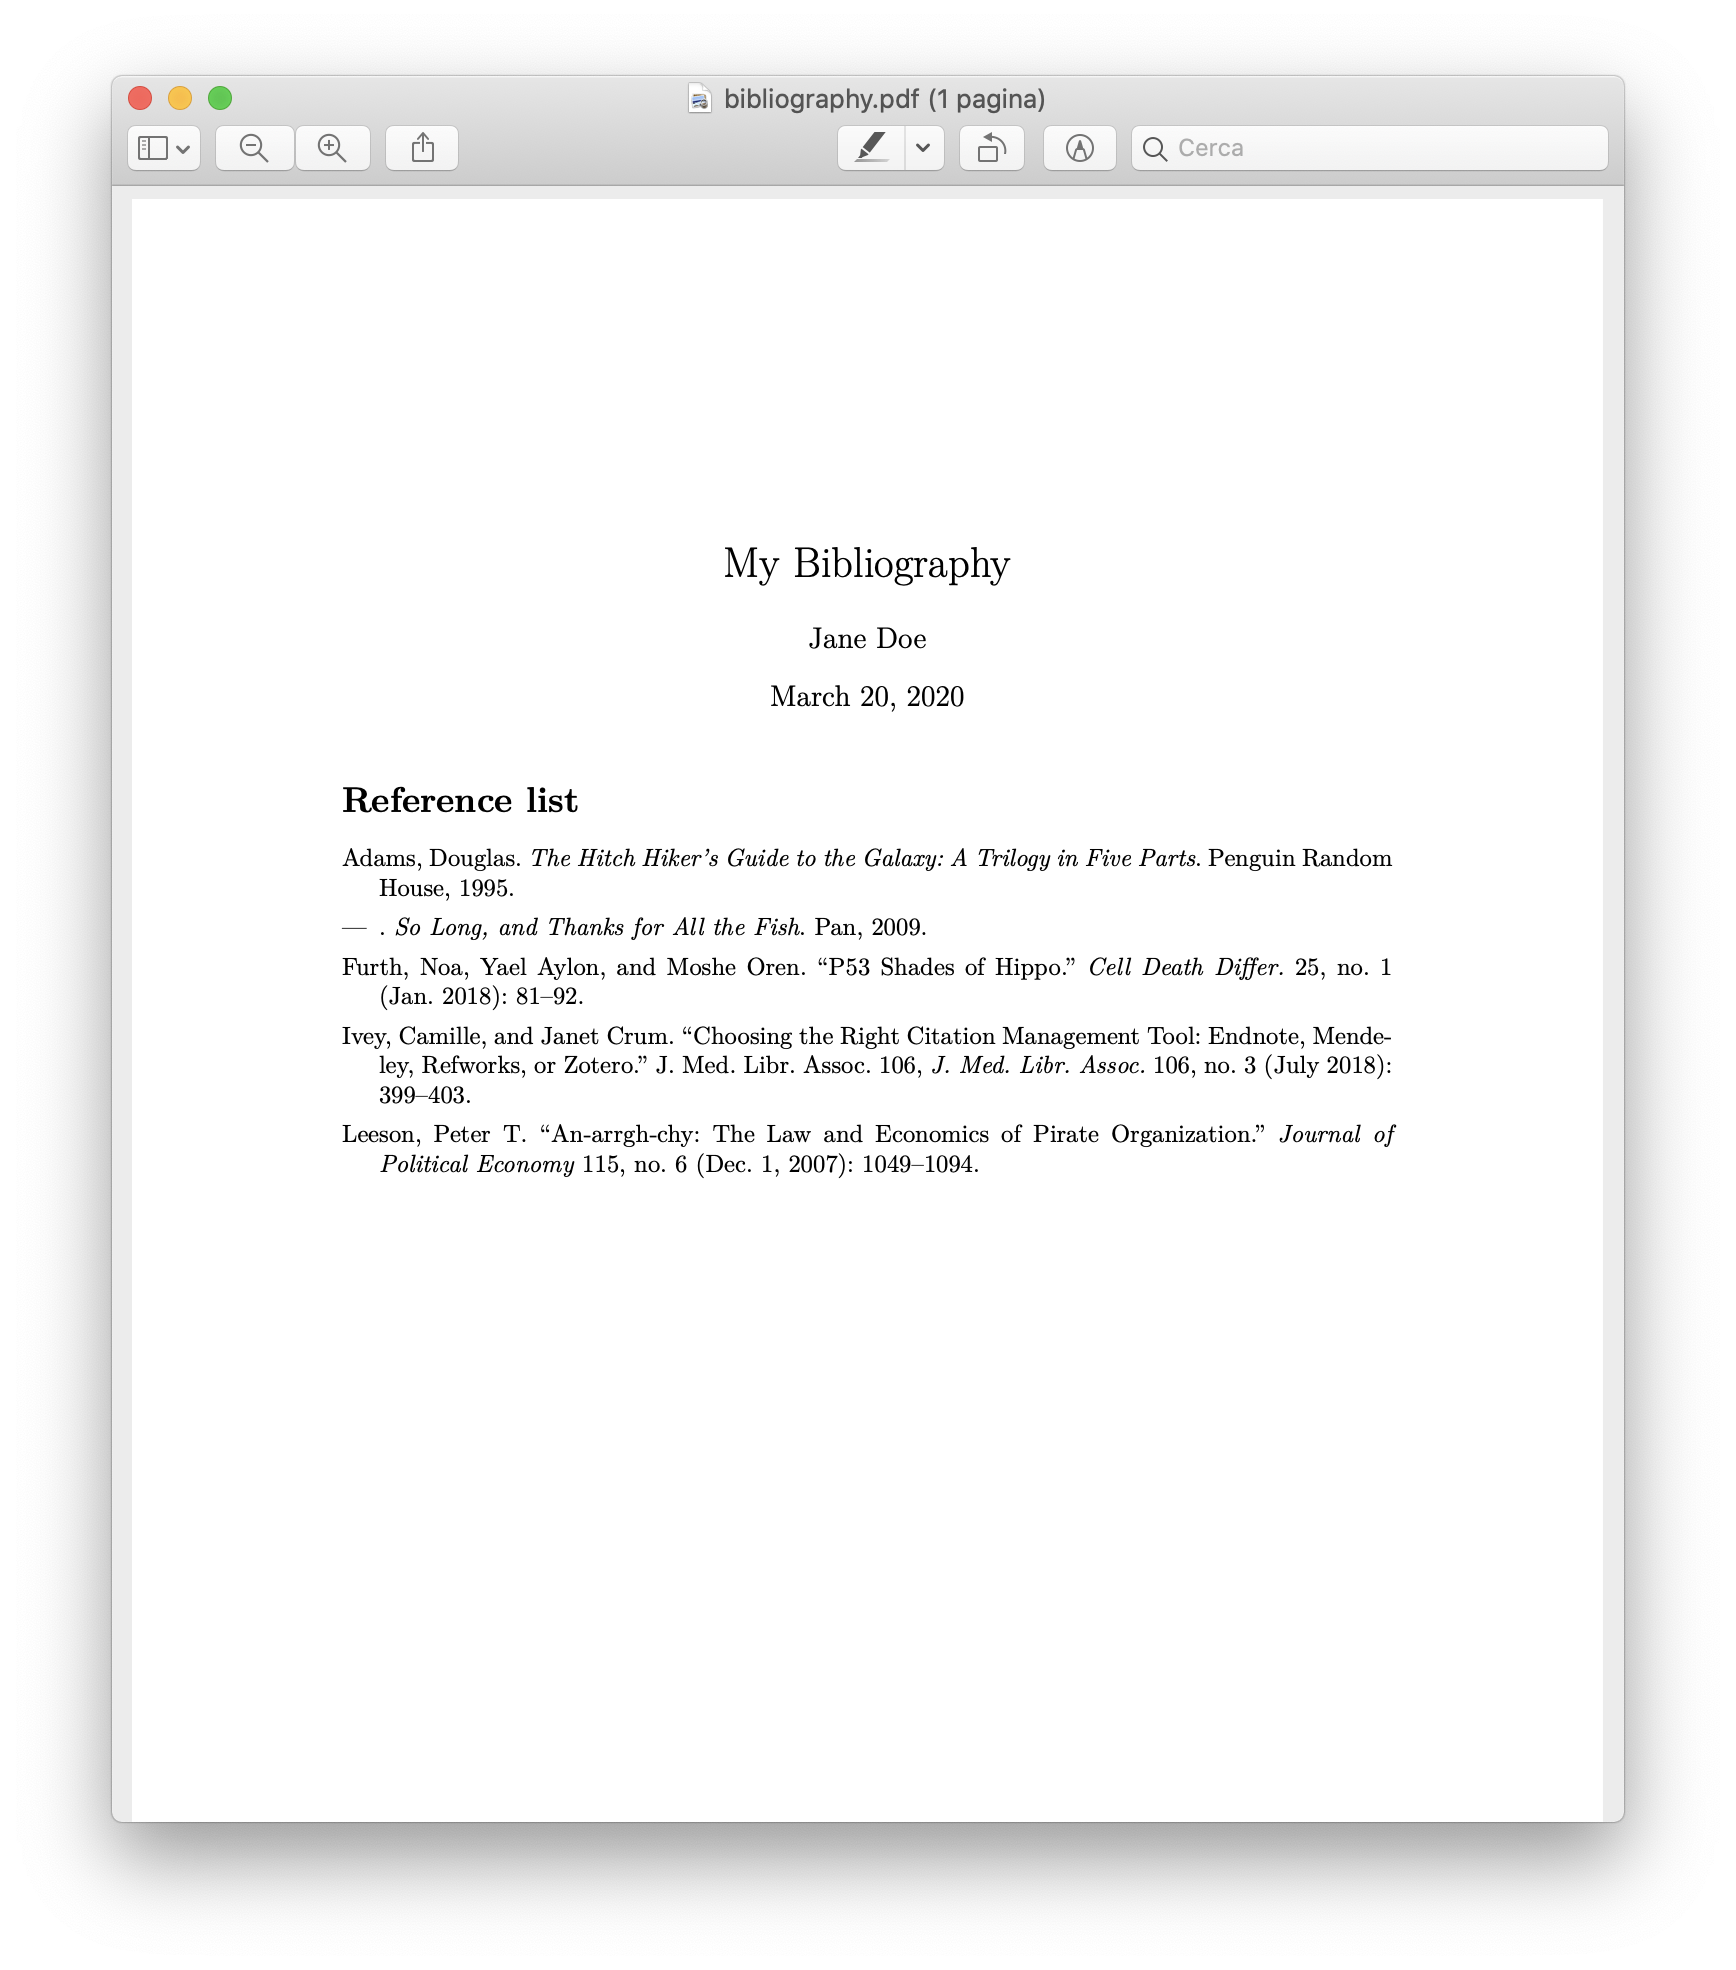 bibliography.pdf (1 pagina)
Cerca
My Bibliography
Jane Doe
March 20, 2020
Reference list
Adams, Douglas. The Hitch Hiker’s Guide to the Galaxy: A Trilogy in Five Parts. Penguin Random
House, 1995.
— . So Long, and Thanks for All the Fish. Pan, 2009.
Furth, Noa, Yael Aylon, and Moshe Oren. “P53 Shades of Hippo.” Cell Death Differ. 25, no. 1
(Jan. 2018): 81–92.
Ivey, Camille, and Janet Crum. “Choosing the Right Citation Management Tool: Endnote, Mende-
ley, Refworks, or Zotero.” J. Med. Libr. Assoc. 106, J. Med. Libr. Assoc. 106, no. 3 (July 2018):
399–403.
Leeson, Peter T. “An-arrgh-chy: The Law and Economics of Pirate Organization.” Journal of
Political Economy 115, no. 6 (Dec. 1, 2007): 1049–1094.